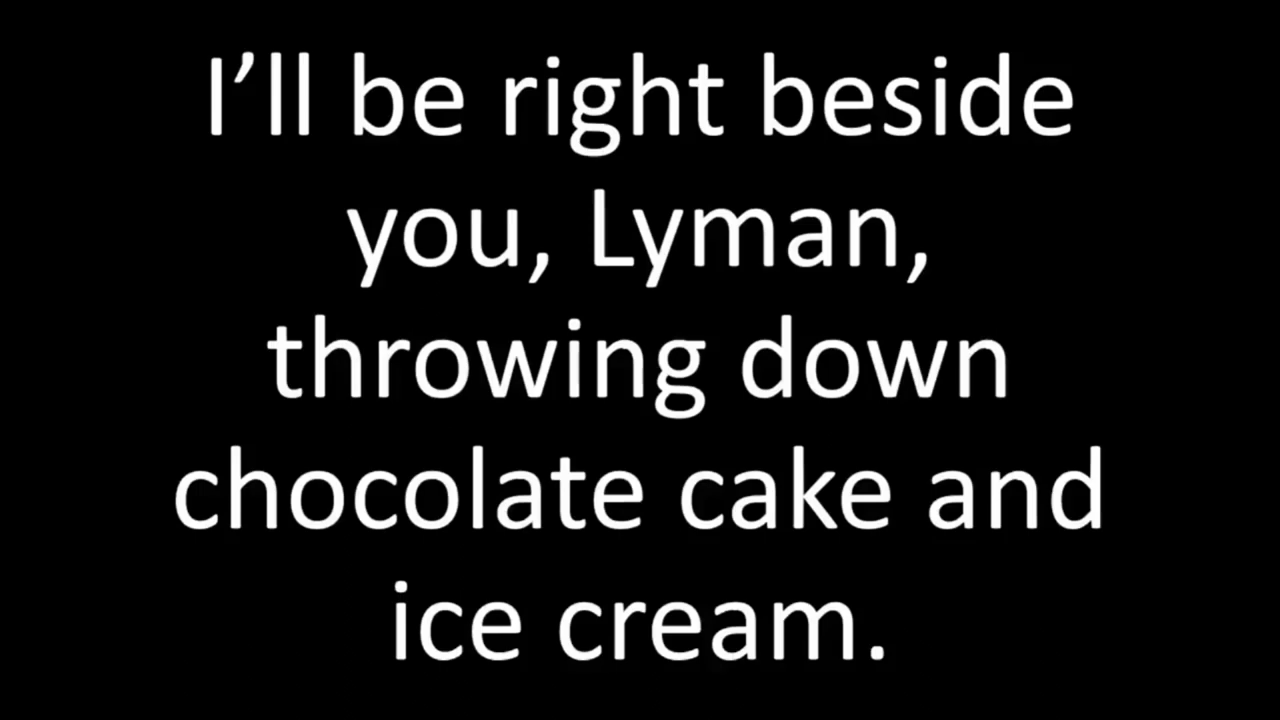 I’ll be right beside
you, Lyman,
throwing down
chocolate cake and
ice cream.